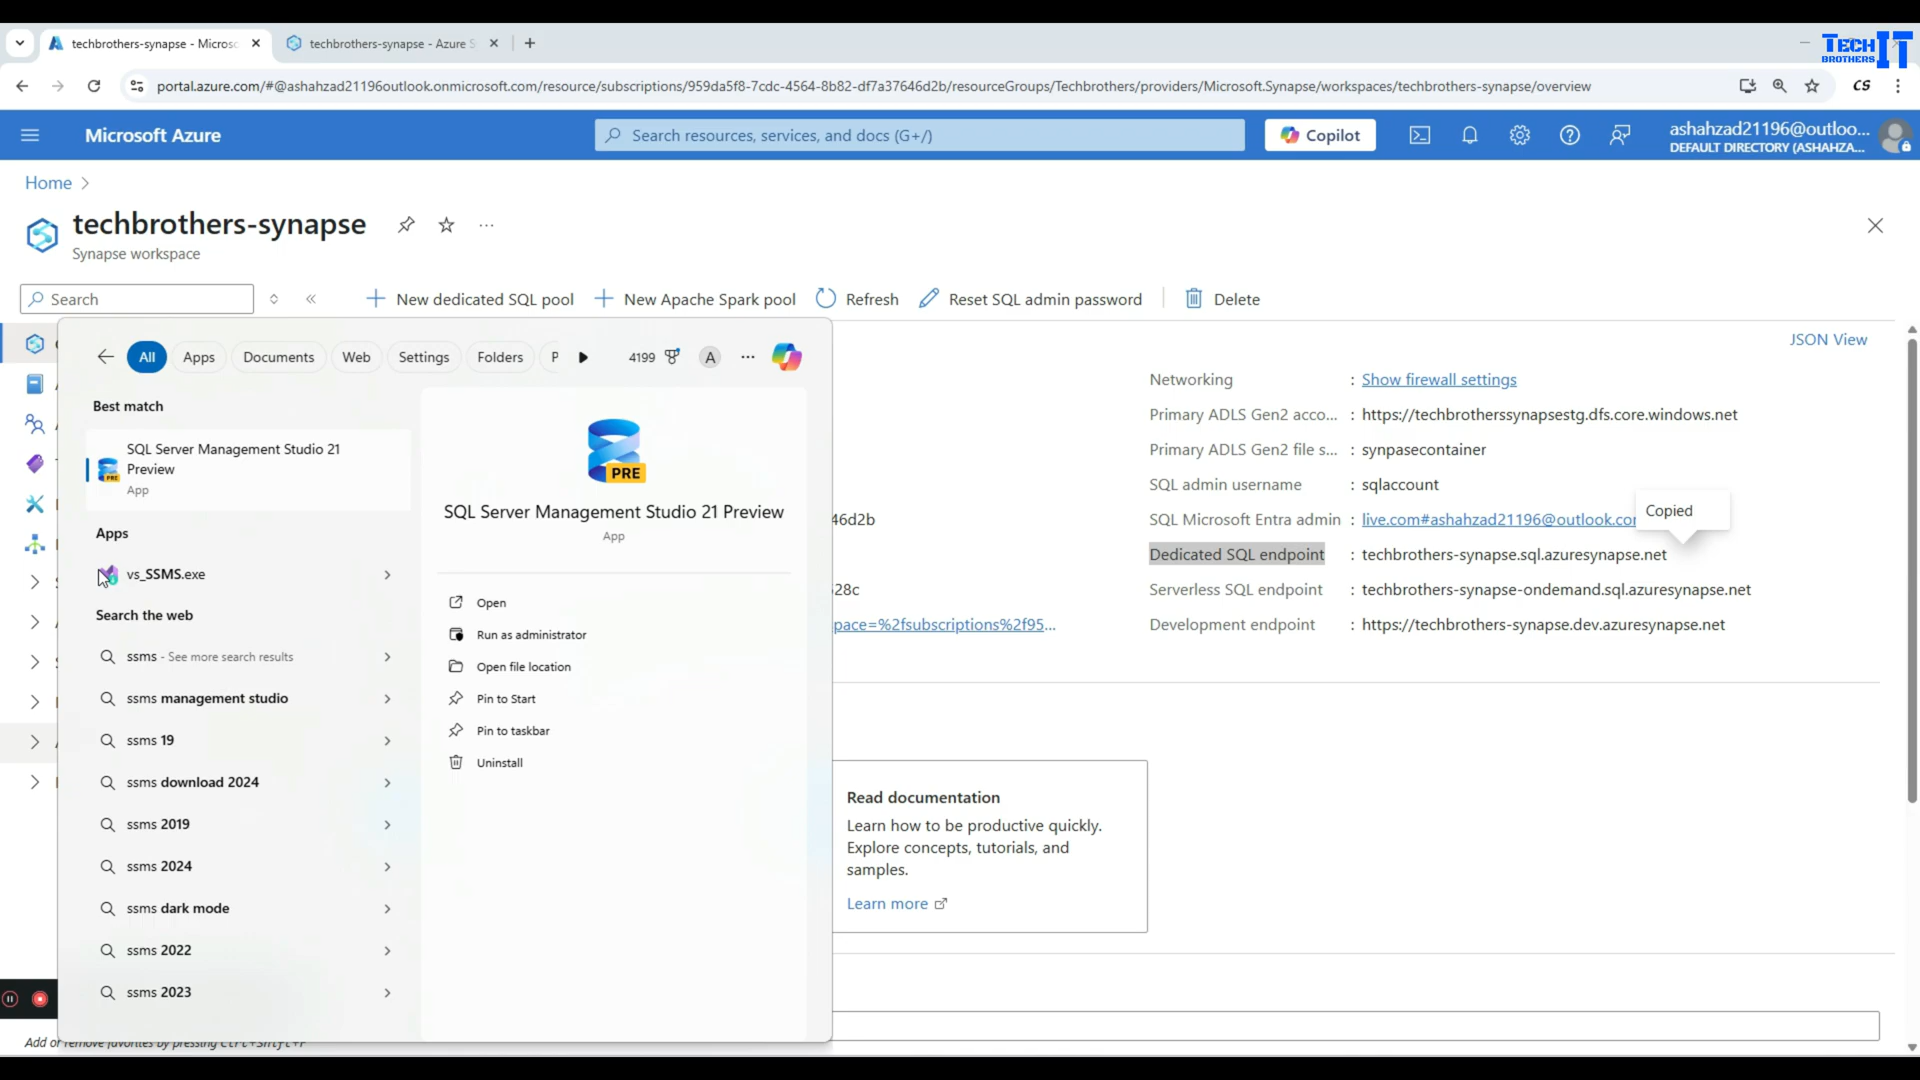 techbrothers-synapse - Micros
techbrothers-synapse - Azure S
TECH IT
BROTHERS
portal.azure.com/#@ashahzad21196outlook.onmicrosoft.com/resource/subscriptions/959da5f8-7cdc-4564-8b82-df7a37646d2b/resourceGroups/Techbrothers/providers/Microsoft.Synapse/workspaces/techbrothers-synapse/overview
CS
Microsoft Azure
Search resources, services, and docs (G+/)
Copilot
ashahzad21196@outloo...
DEFAULT DIRECTORY (ASHAHZA...
Home
techbrothers-synapse
Synapse workspace
Search
New dedicated SQL pool
New Apache Spark pool
Refresh
Reset SQL admin password
Delete
JSON View
All
Apps
Documents
Web
Settings
Folders
P
4199
A
Best match
SQL Server Management Studio 21
Preview
App
Apps
vs_SSMS.exe
Search the web
ssms - See more search results
ssms management studio
ssms 19
ssms download 2024
ssms 2019
ssms 2024
ssms dark mode
ssms 2022
ssms 2023
PRE
SQL Server Management Studio 21 Preview
App
Open
Run as administrator
Open file location
Pin to Start
Pin to taskbar
Uninstall
46d2b
28c
pace=%2fsubscriptions%2f95...
Networking : Show firewall settings
Primary ADLS Gen2 acco... : https://techbrotherssynapsestg.dfs.core.windows.net
Primary ADLS Gen2 file s... : synpasecontainer
SQL admin username : sqlaccount
SQL Microsoft Entra admin : live.com#ashahzad21196@outlook.co
Copied
Dedicated SQL endpoint : techbrothers-synapse.sql.azuresynapse.net
Serverless SQL endpoint : techbrothers-synapse-ondemand.sql.azuresynapse.net
Development endpoint : https://techbrothers-synapse.dev.azuresynapse.net
Read documentation
Learn how to be productive quickly.
Explore concepts, tutorials, and
samples.
Learn more
Add or remove favorites by pressing Ctrl+Shift+F